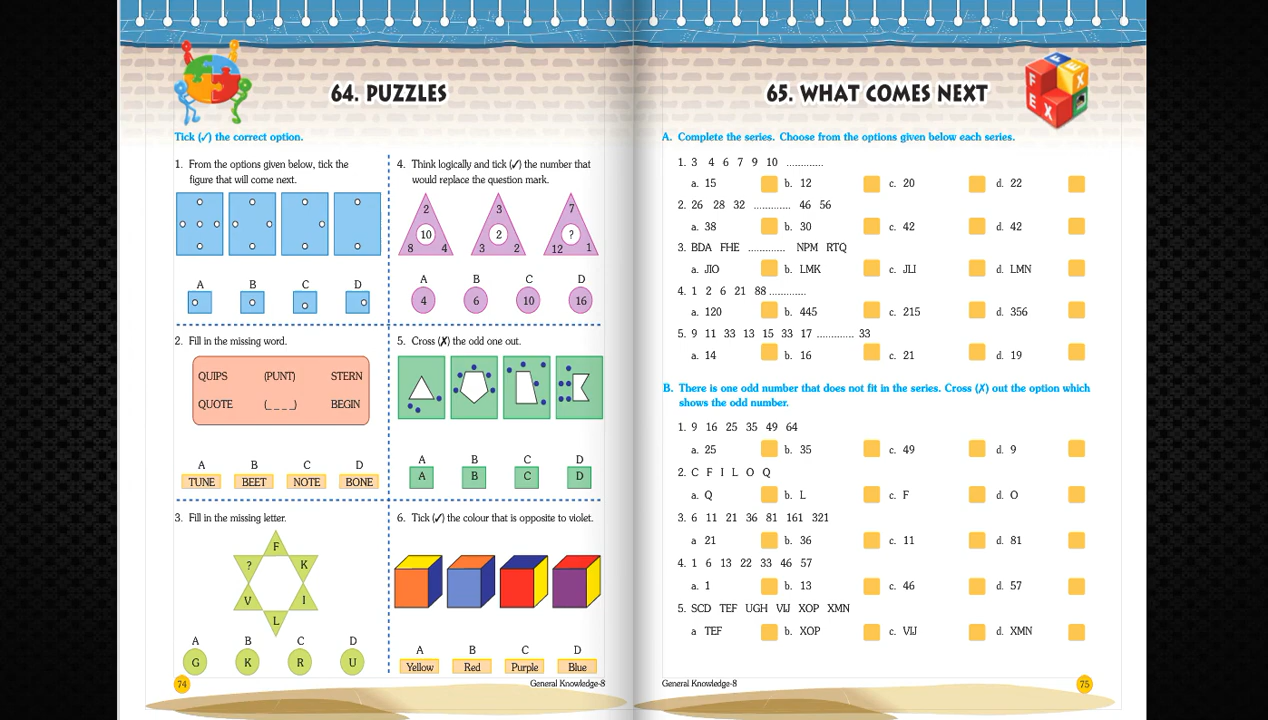 64. PUZZLES
Tick (✓) the correct option.
1. From the options given below, tick the
figure that will come next.
A B C D
2. Fill in the missing word.
QUIPS (PUNT) STERN
QUOTE (_ _ _ _) BEGIN
A B C D
TUNE BEET NOTE BONE
3. Fill in the missing letter.
F
? K
V I
L
A B C D
G K R U
74
4. Think logically and tick (✓) the number that
would replace the question mark.
2 3 7
10 2 ?
8 4 3 2 12 1
A B C D
4 6 10 16
5. Cross (✗) the odd one out.
A B C D
A B C D
6. Tick (✓) the colour that is opposite to violet.
A B C D
Yellow Red Purple Blue
General Knowledge-8
65. WHAT COMES NEXT
F E X
F E X
A. Complete the series. Choose from the options given below each series.
1. 3 4 6 7 9 10 .............
a. 15 b. 12 c. 20 d. 22
2. 26 28 32 ............. 46 56
a. 38 b. 30 c. 42 d. 42
3. BDA FHE ............. NPM RTQ
a. JIO b. LMK c. JLI d. LMN
4. 1 2 6 21 88 .............
a. 120 b. 445 c. 215 d. 356
5. 9 11 33 13 15 33 17 ............. 33
a. 14 b. 16 c. 21 d. 19
B. There is one odd number that does not fit in the series. Cross (✗) out the option which
shows the odd number.
1. 9 16 25 35 49 64
a. 25 b. 35 c. 49 d. 9
2. C F I L O Q
a. Q b. L c. F d. O
3. 6 11 21 36 81 161 321
a 21 b. 36 c. 11 d. 81
4. 1 6 13 22 33 46 57
a. 1 b. 13 c. 46 d. 57
5. SCD TEF UGH VIJ XOP XMN
a TEF b. XOP c. VIJ d. XMN
General Knowledge-8
75